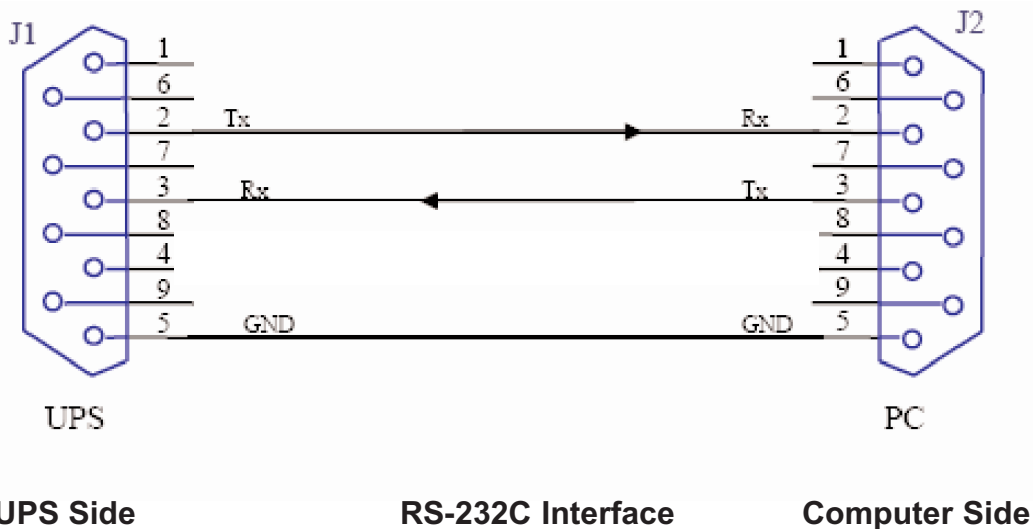 J1 J2
1 1
6 6
2 Tx Rx 2
7 7
3 Rx Tx 3
8 8
4 4
9 9
5 GND GND 5
UPS PC
UPS Side RS-232C Interface Computer Side